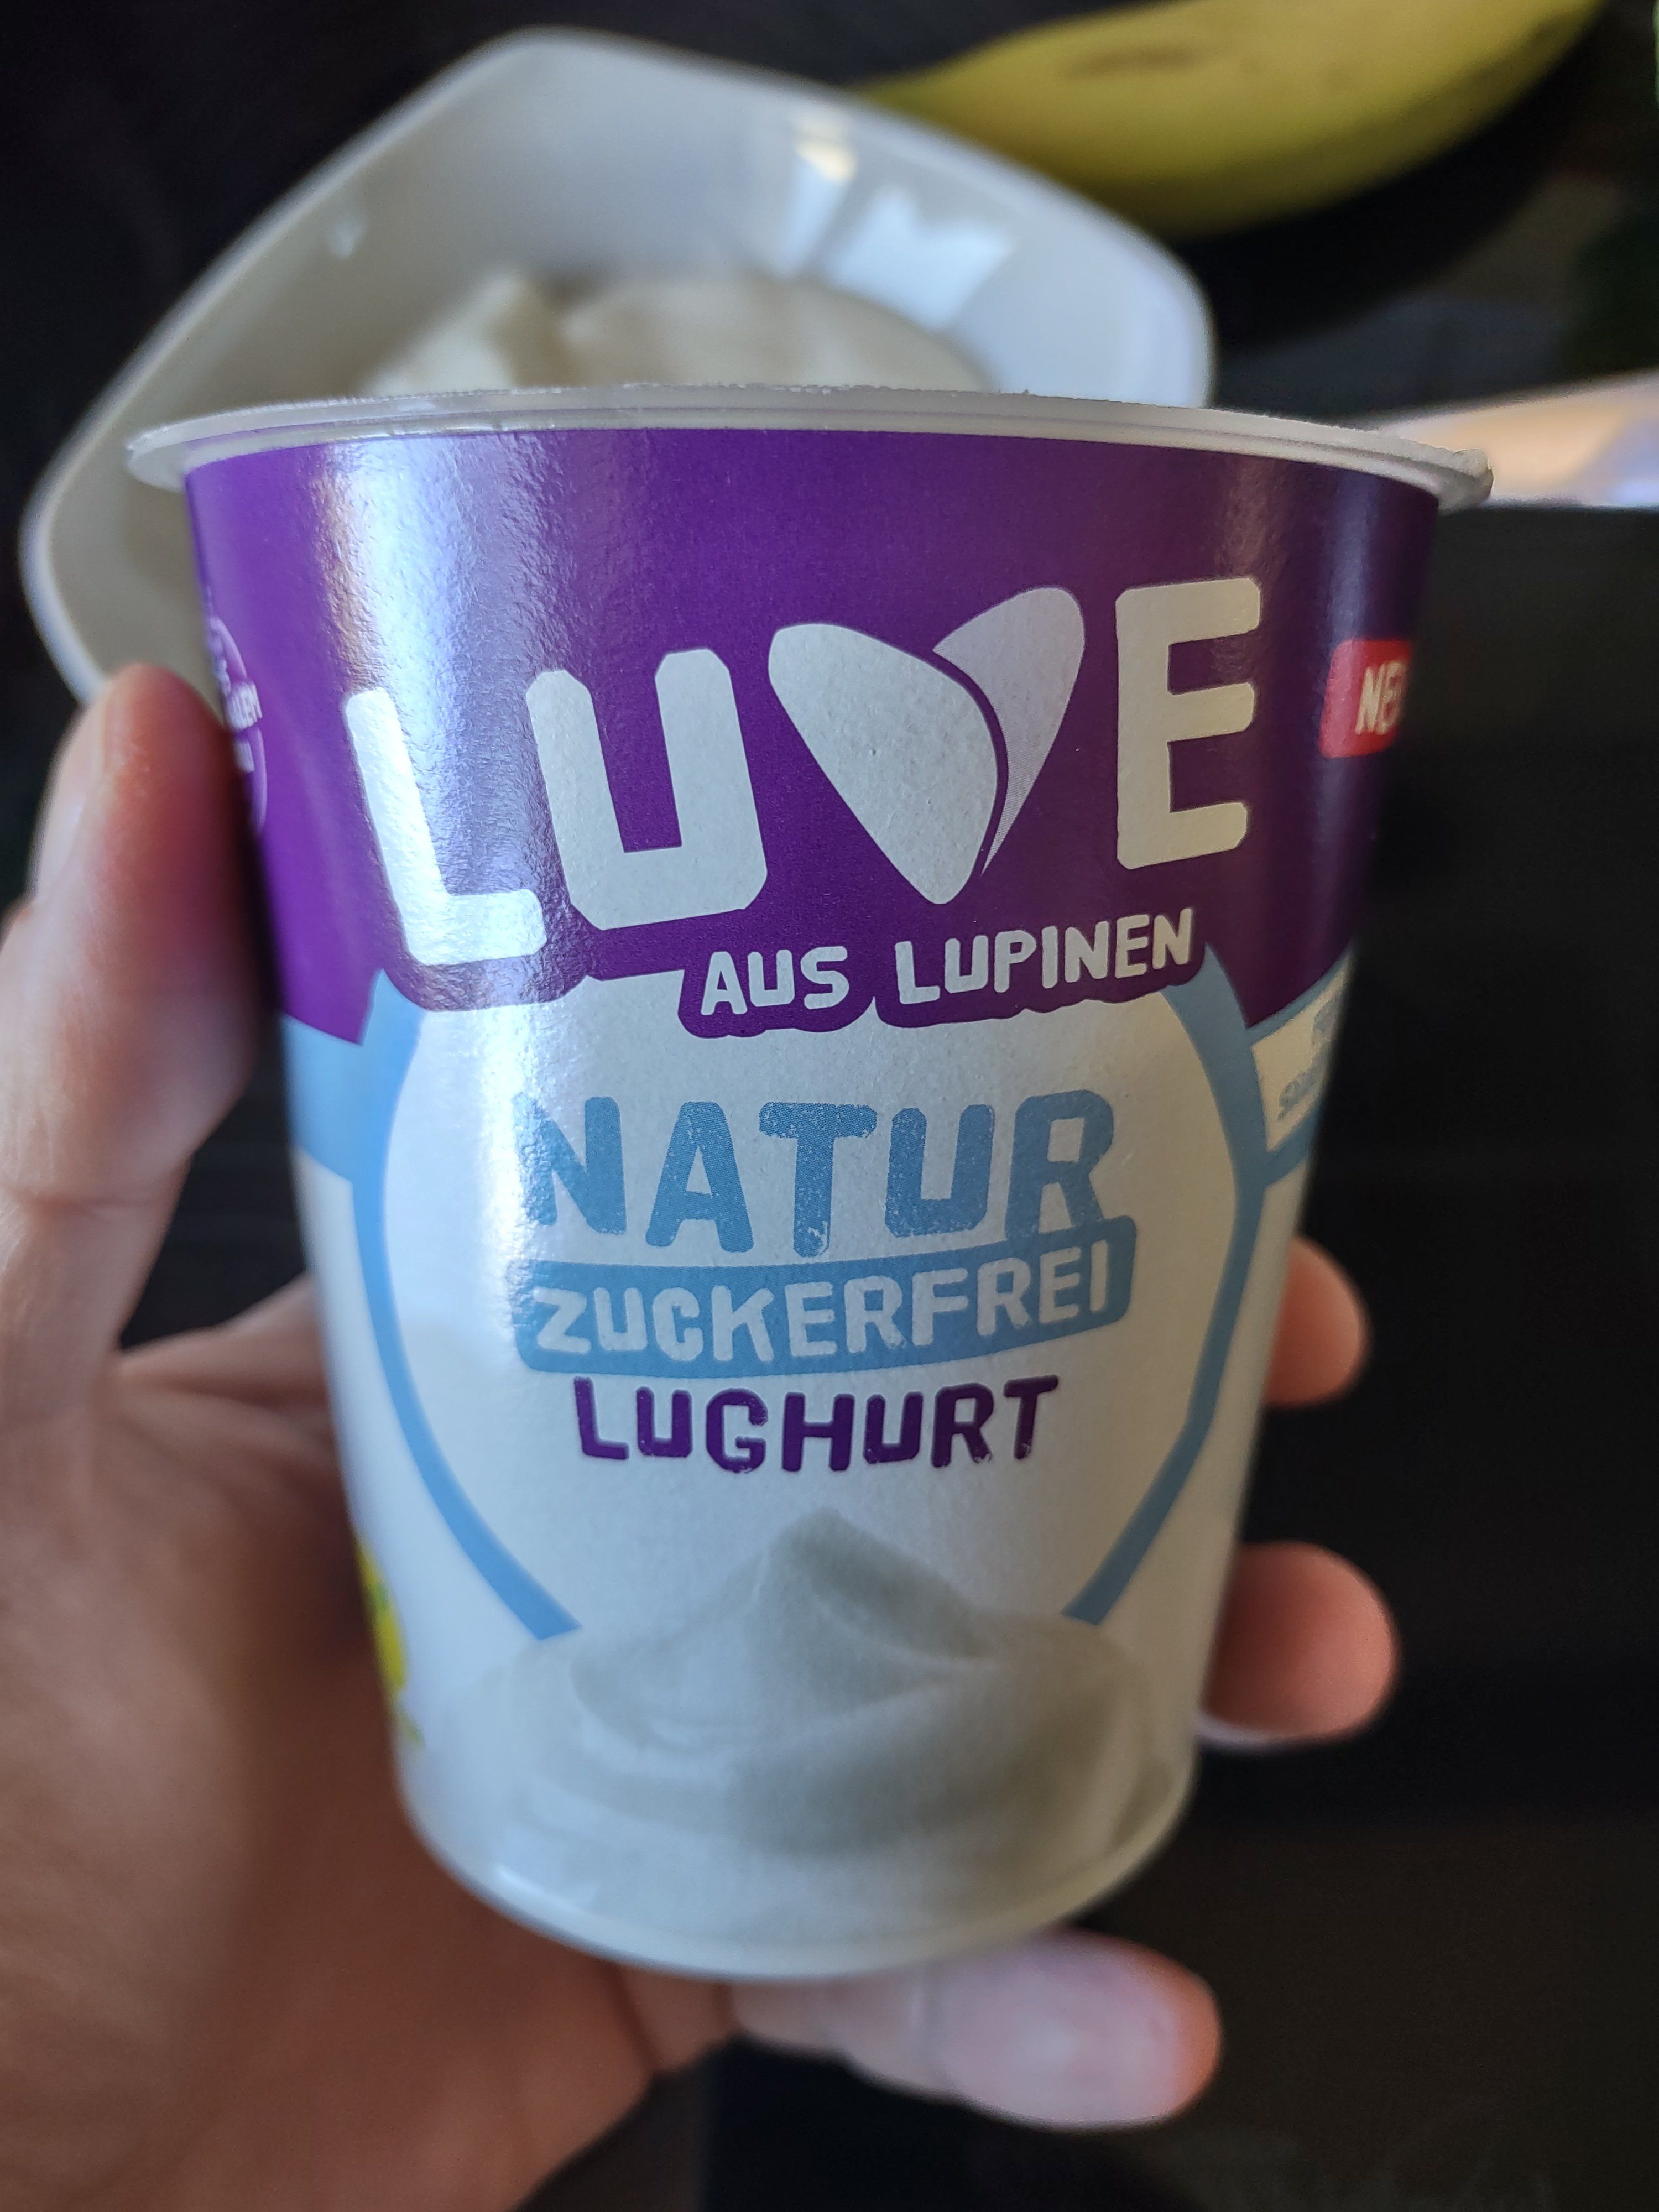 LUVE
AUS LUPINEN
NATUR
ZUCKERFREI
LUGHURT